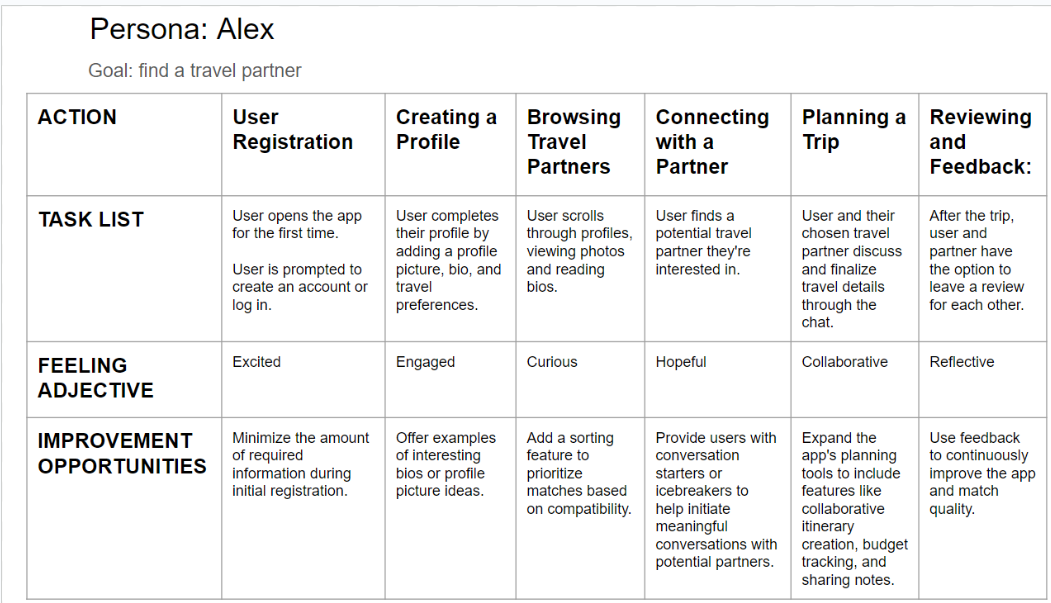 Persona: Alex
Goal: find a travel partner
ACTION
User
Registration
Creating a
Profile
Browsing
Travel
Partners
Connecting
with a
Partner
Planning a
Trip
Reviewing
and
Feedback:
TASK LIST
User opens the app
for the first time.
User is prompted to
create an account or
log in.
User completes
their profile by
adding a profile
picture, bio, and
travel
preferences.
User scrolls
through profiles,
viewing photos
and reading
bios.
User finds a
potential travel
partner they're
interested in.
User and their
chosen travel
partner discuss
and finalize
travel details
through the
chat.
After the trip,
user and
partner have
the option to
leave a review
for each other.
FEELING
ADJECTIVE
Excited
Engaged
Curious
Hopeful
Collaborative
Reflective
IMPROVEMENT
OPPORTUNITIES
Minimize the amount
of required
information during
initial registration.
Offer examples
of interesting
bios or profile
picture ideas.
Add a sorting
feature to
prioritize
matches based
on compatibility.
Provide users with
conversation
starters or
icebreakers to
help initiate
meaningful
conversations with
potential partners.
Expand the
app's planning
tools to include
features like
collaborative
itinerary
creation, budget
tracking, and
sharing notes.
Use feedback
to continuously
improve the app
and match
quality.